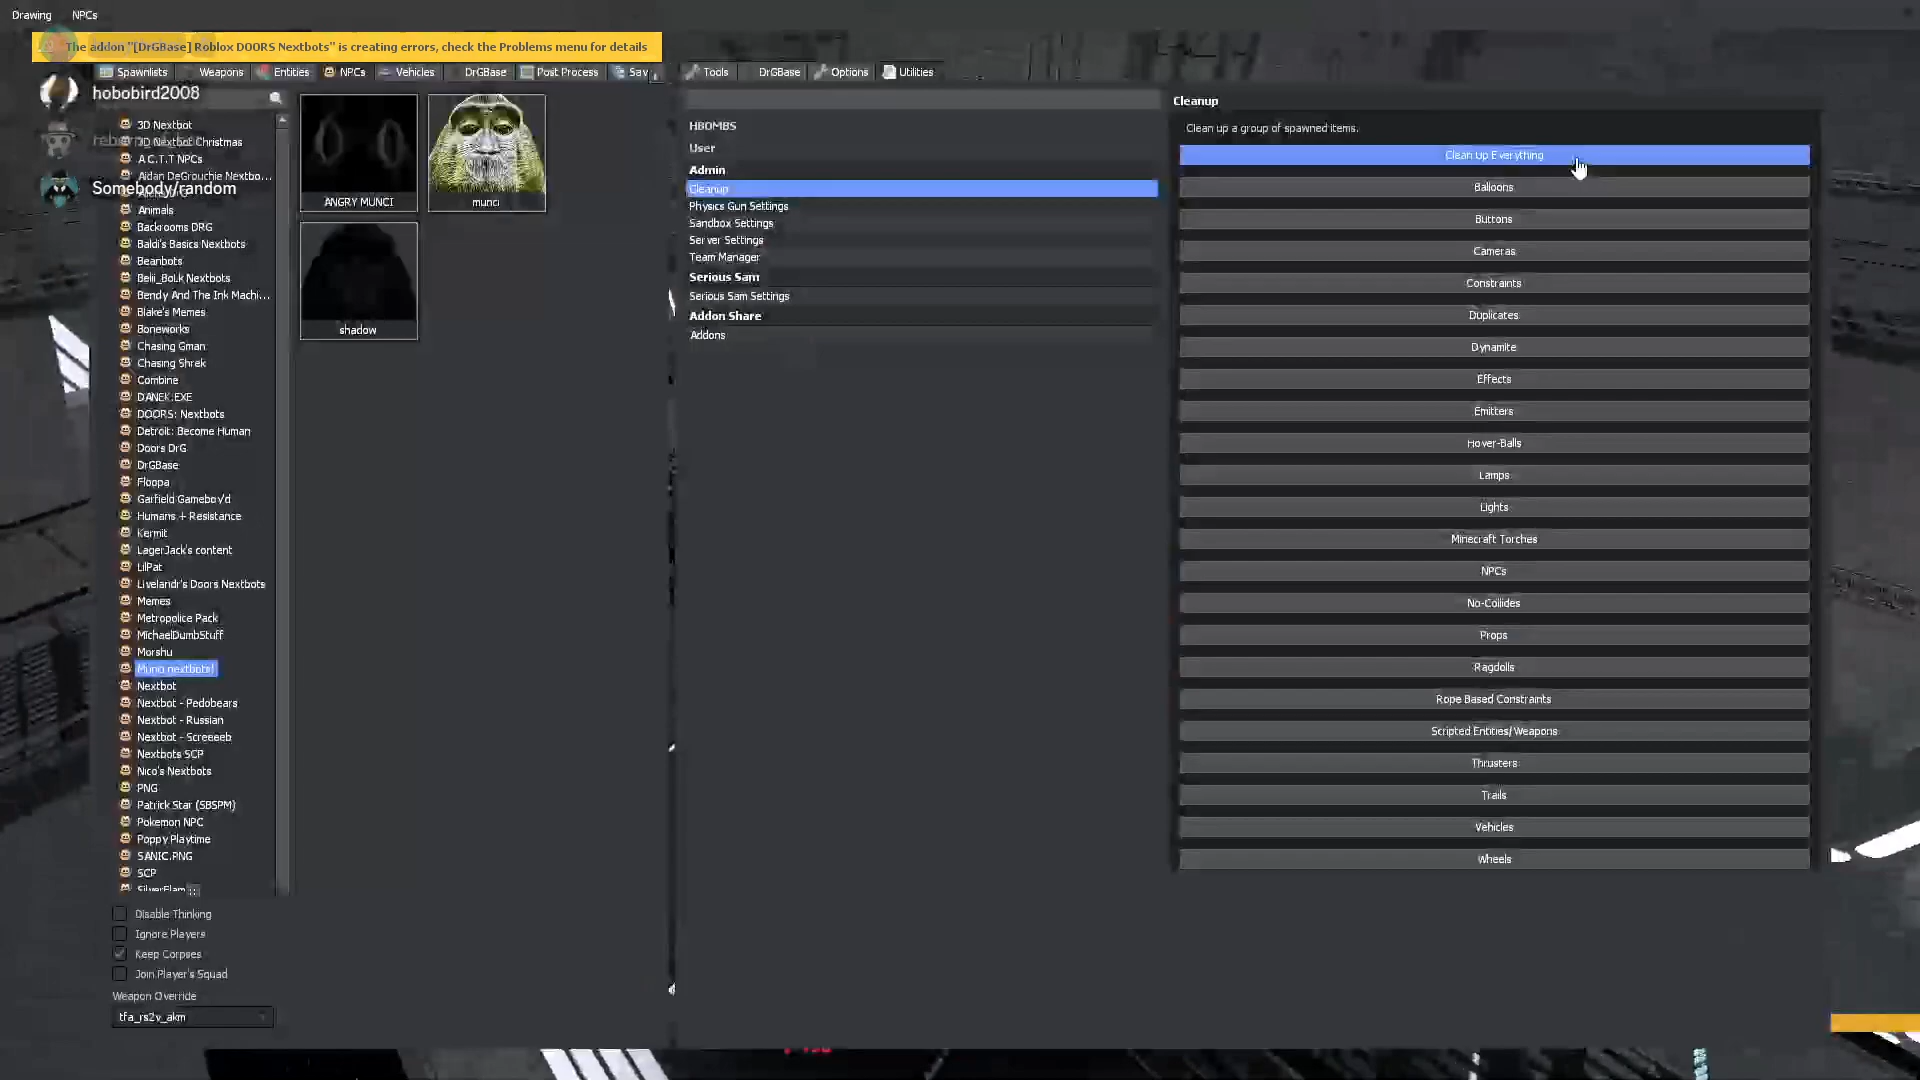 Drawing NPCs
The addon "[DrGBase] Roblox DOORS Nextbots" is creating errors, check the Problems menu for details
Spawnlists Weapons Entities NPCs Vehicles DrGBase Post Process Sav
Tools DrGBase Options Utilities
hobobird2008
Somebody/random
3D Nextbot
3D Nextbot Christmas
A.C.T.T NPCs
Aidan DeGrouchie Nextbo...
Animals
Backrooms DRG
Baldi's Basics Nextbots
Beanbots
Belii_BoLk Nextbots
Bendy And The Ink Machi...
Blake's Memes
Boneworks
Chasing Gman
Chasing Shrek
Combine
DANEK.EXE
DOORS: Nextbots
Detroit: Become Human
Doors DrG
DrGBase
Floopa
Garfield Gameboy'd
Humans + Resistance
Kermit
LagerJack's content
LilPat
Livelandr's Doors Nextbots
Memes
Metropolice Pack
MichaelDumbStuff
Morshu
Munci nextbots!
Nextbot
Nextbot - Pedobears
Nextbot - Russian
Nextbot - Screeeeb
Nextbots SCP
Nico's Nextbots
PNG
Patrick Star (SBSPM)
Pokemon NPC
Poppy Playtime
SANIC.PNG
SCP
SilverFlam
Disable Thinking
Ignore Players
Keep Corpses
Join Player's Squad
Weapon Override
tfa_rs2v_akm
ANGRY MUNCI
munci
shadow
HBOMBS
User
Admin
Cleanup
Physics Gun Settings
Sandbox Settings
Server Settings
Team Manager
Serious Sam
Serious Sam Settings
Addon Share
Addons
Cleanup
Clean up a group of spawned items.
Clean Up Everything
Balloons
Buttons
Cameras
Constraints
Duplicates
Dynamite
Effects
Emitters
Hover-Balls
Lamps
Lights
Minecraft Torches
NPCs
No-Collides
Props
Ragdolls
Rope Based Constraints
Scripted Entities/Weapons
Thrusters
Trails
Vehicles
Wheels